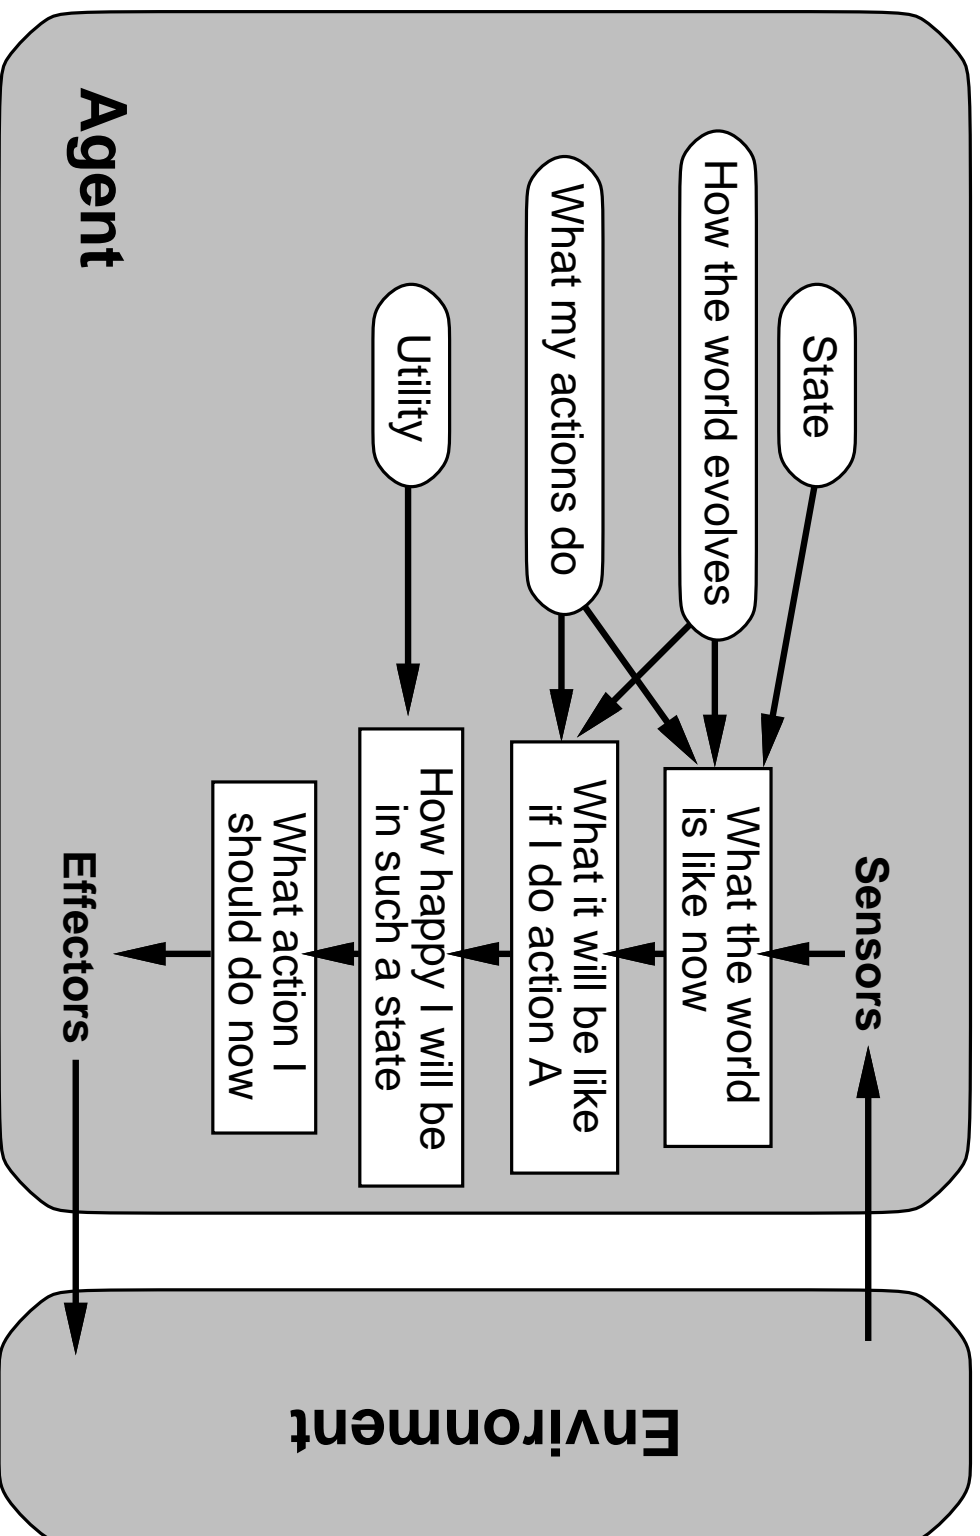 Sensors
State
How the world evolves
What the world
is like now
What my actions do
What it will be like
if I do action A
Utility
How happy I will be
in such a state
What action I
should do now
Agent
Effectors
Environment